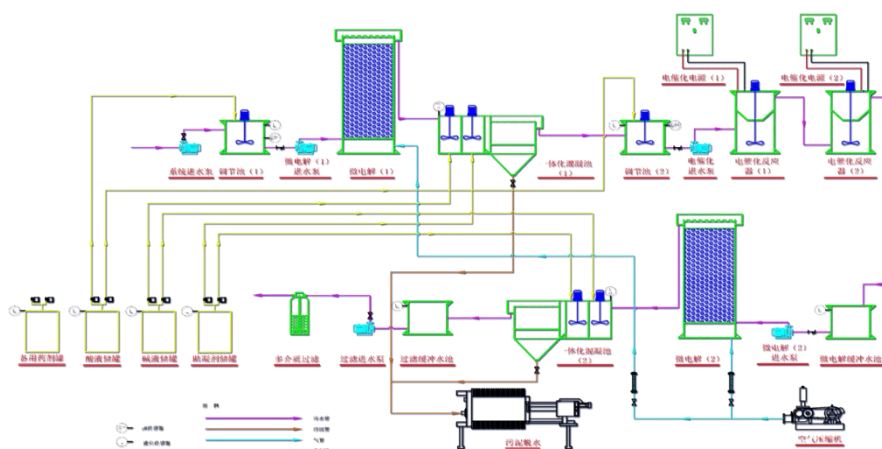 电催化电源（1）
电催化电源（2）
系统进水泵
调节池（1）
微电解（1）
进水泵
微电解（1）
一体化混凝池
（1）
调节池（2）
电催化
进水泵
电催化反应
器（1）
电催化反应
器（2）
备用药剂罐
酸液储罐
碱液储罐
助凝剂储罐
多介质过滤
过滤进水泵
过滤缓冲水池
一体化混凝池
（2）
微电解（2）
微电解（2）
进水泵
微电解缓冲水池
污泥脱水
空气压缩机
污水管
污泥管
气管